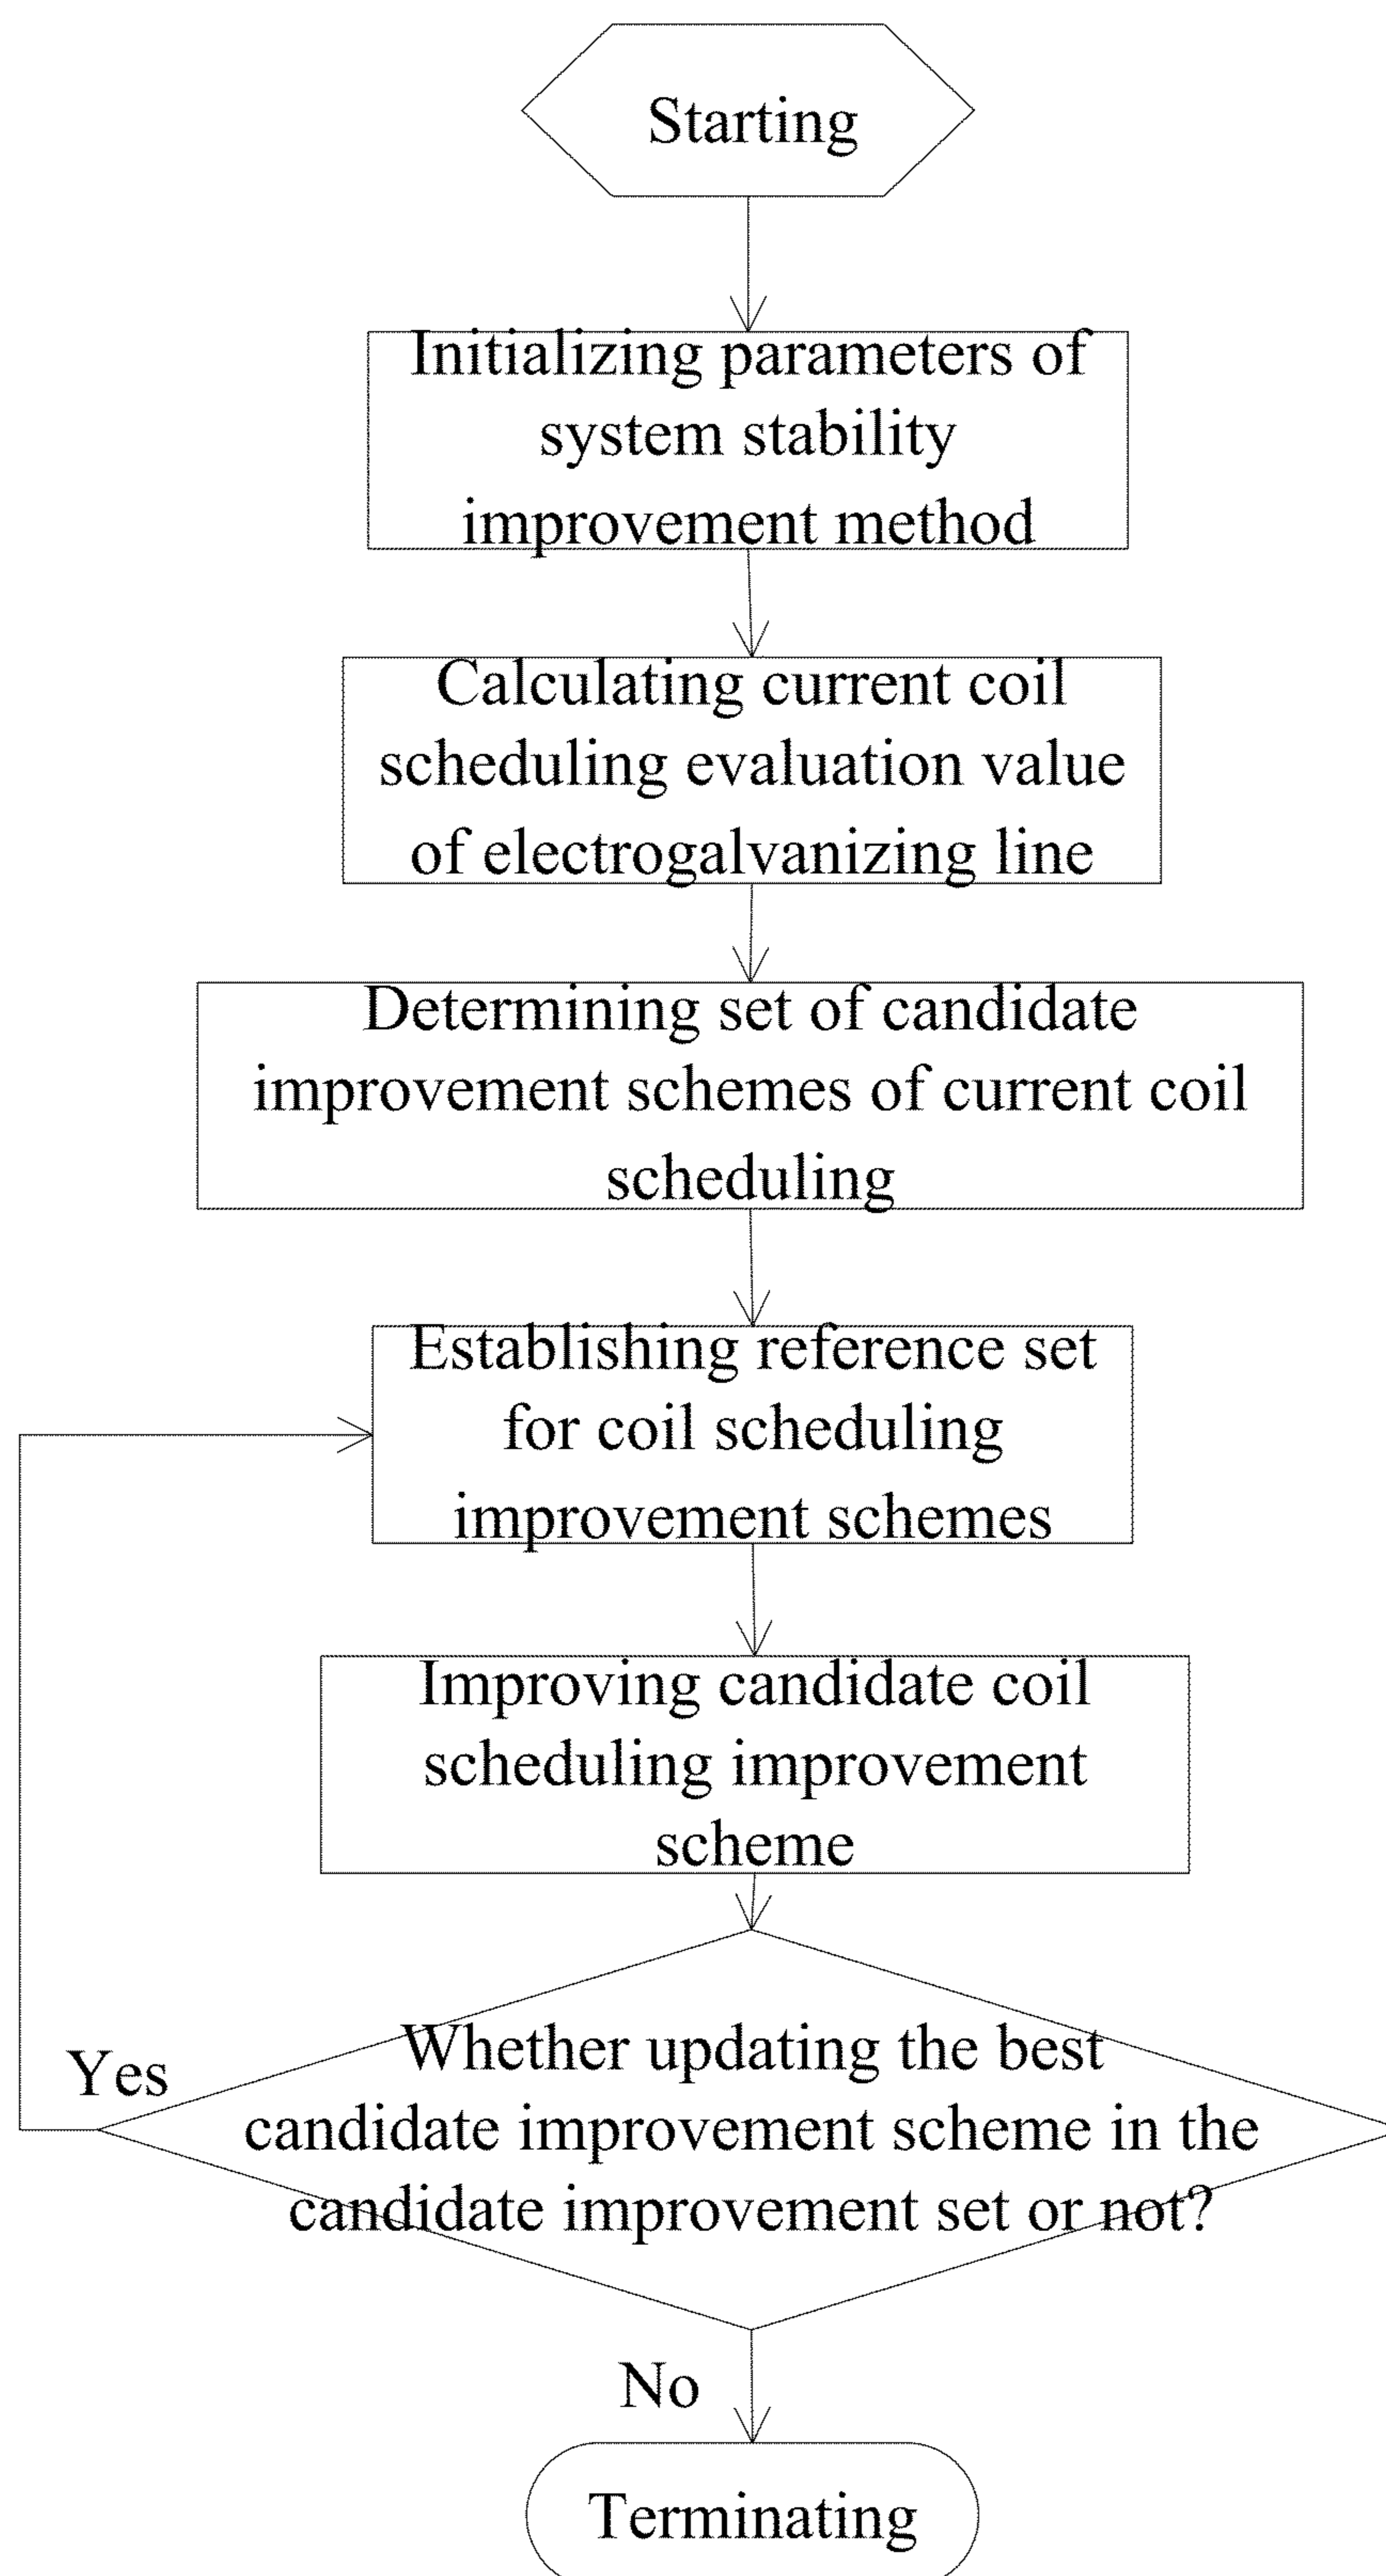 Starting
Initializing parameters of
system stability
improvement method
Calculating current coil
scheduling evaluation value
of electrogalvanizing line
Determining set of candidate
improvement schemes of current coil
scheduling
Establishing reference set
for coil scheduling
improvement schemes
Improving candidate coil
scheduling improvement
scheme
Whether updating the best
Yes
candidate improvement scheme in the
candidate improvement set or not?
No
Terminating